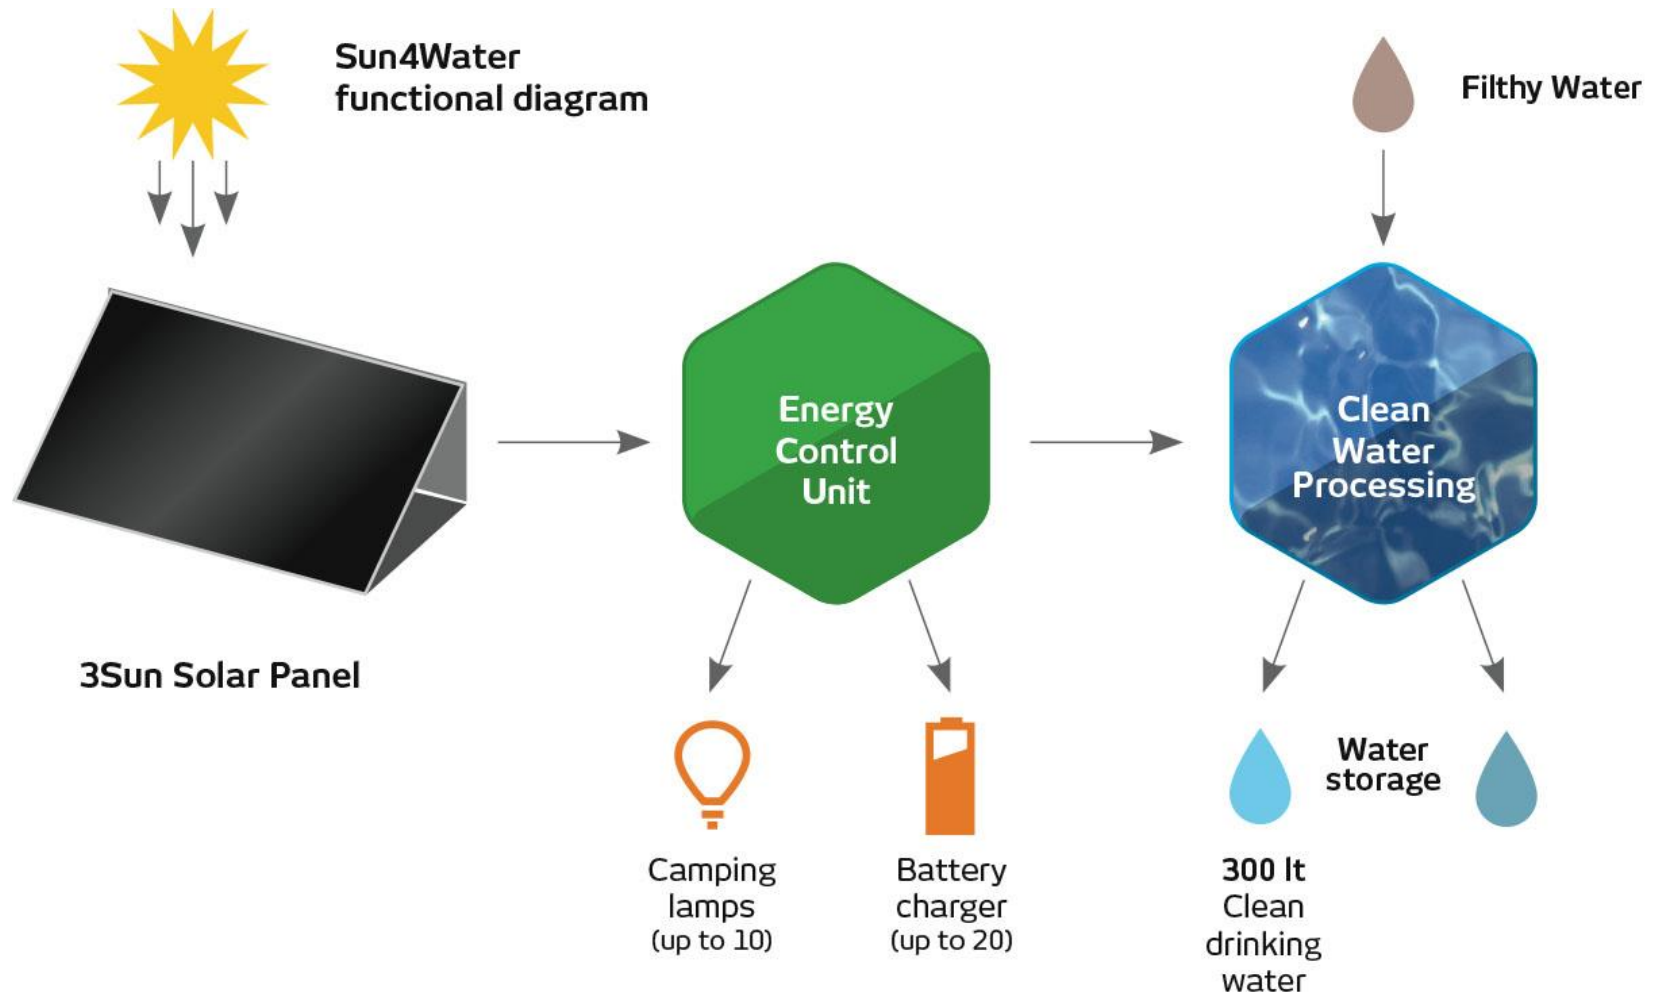 Sun4Water
functional diagram
Filthy Water
Energy
Control
Unit
Clean
Water
Processing
3Sun Solar Panel
Water
storage
Camping
lamps
(up to 10)
Battery
charger
(up to 20)
300 lt
Clean
drinking
water